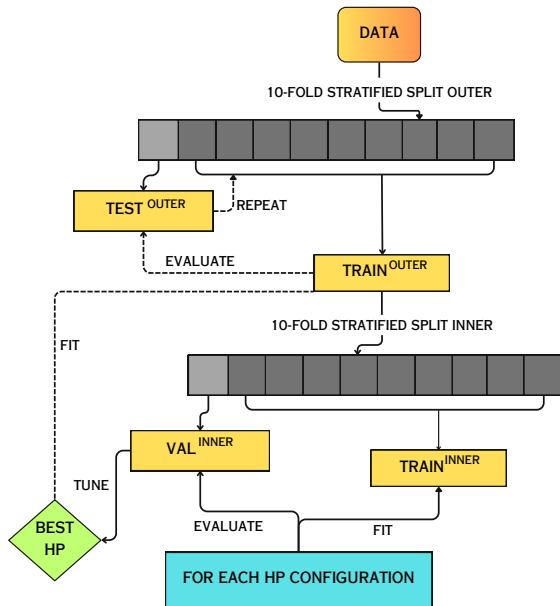 DATA
10-FOLD STRATIFIED SPLIT OUTER
TEST OUTER
REPEAT
EVALUATE
TRAIN OUTER
10-FOLD STRATIFIED SPLIT INNER
FIT
VAL INNER
TRAIN INNER
TUNE
BEST
HP
EVALUATE
FIT
FOR EACH HP CONFIGURATION